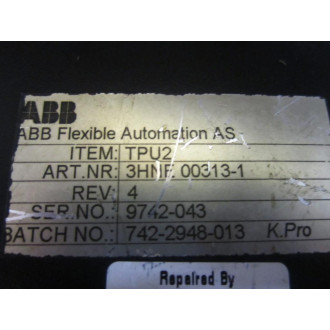 ABB
ABB Flexible Automation AS
ITEM: TPU2
ART.NR: 3HNE 00313-1
REV: 4
SER.NO.: 9742-043
BATCH NO.: 742-2948-013 K.Pro
Repaired By